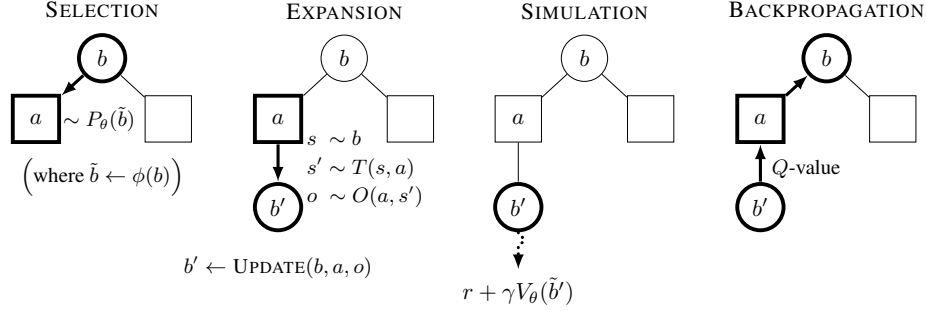 SELECTION EXPANSION SIMULATION BACKPROPAGATION
b b b b
a ∼ P_θ(b̃) a a a
s ∼ b
(where b̃ ← ϕ(b)) s′ ∼ T(s, a) Q-value
b′ o ∼ O(a, s′) b′ b′
b′ ← UPDATE(b, a, o)
r + γV_θ(b̃′)